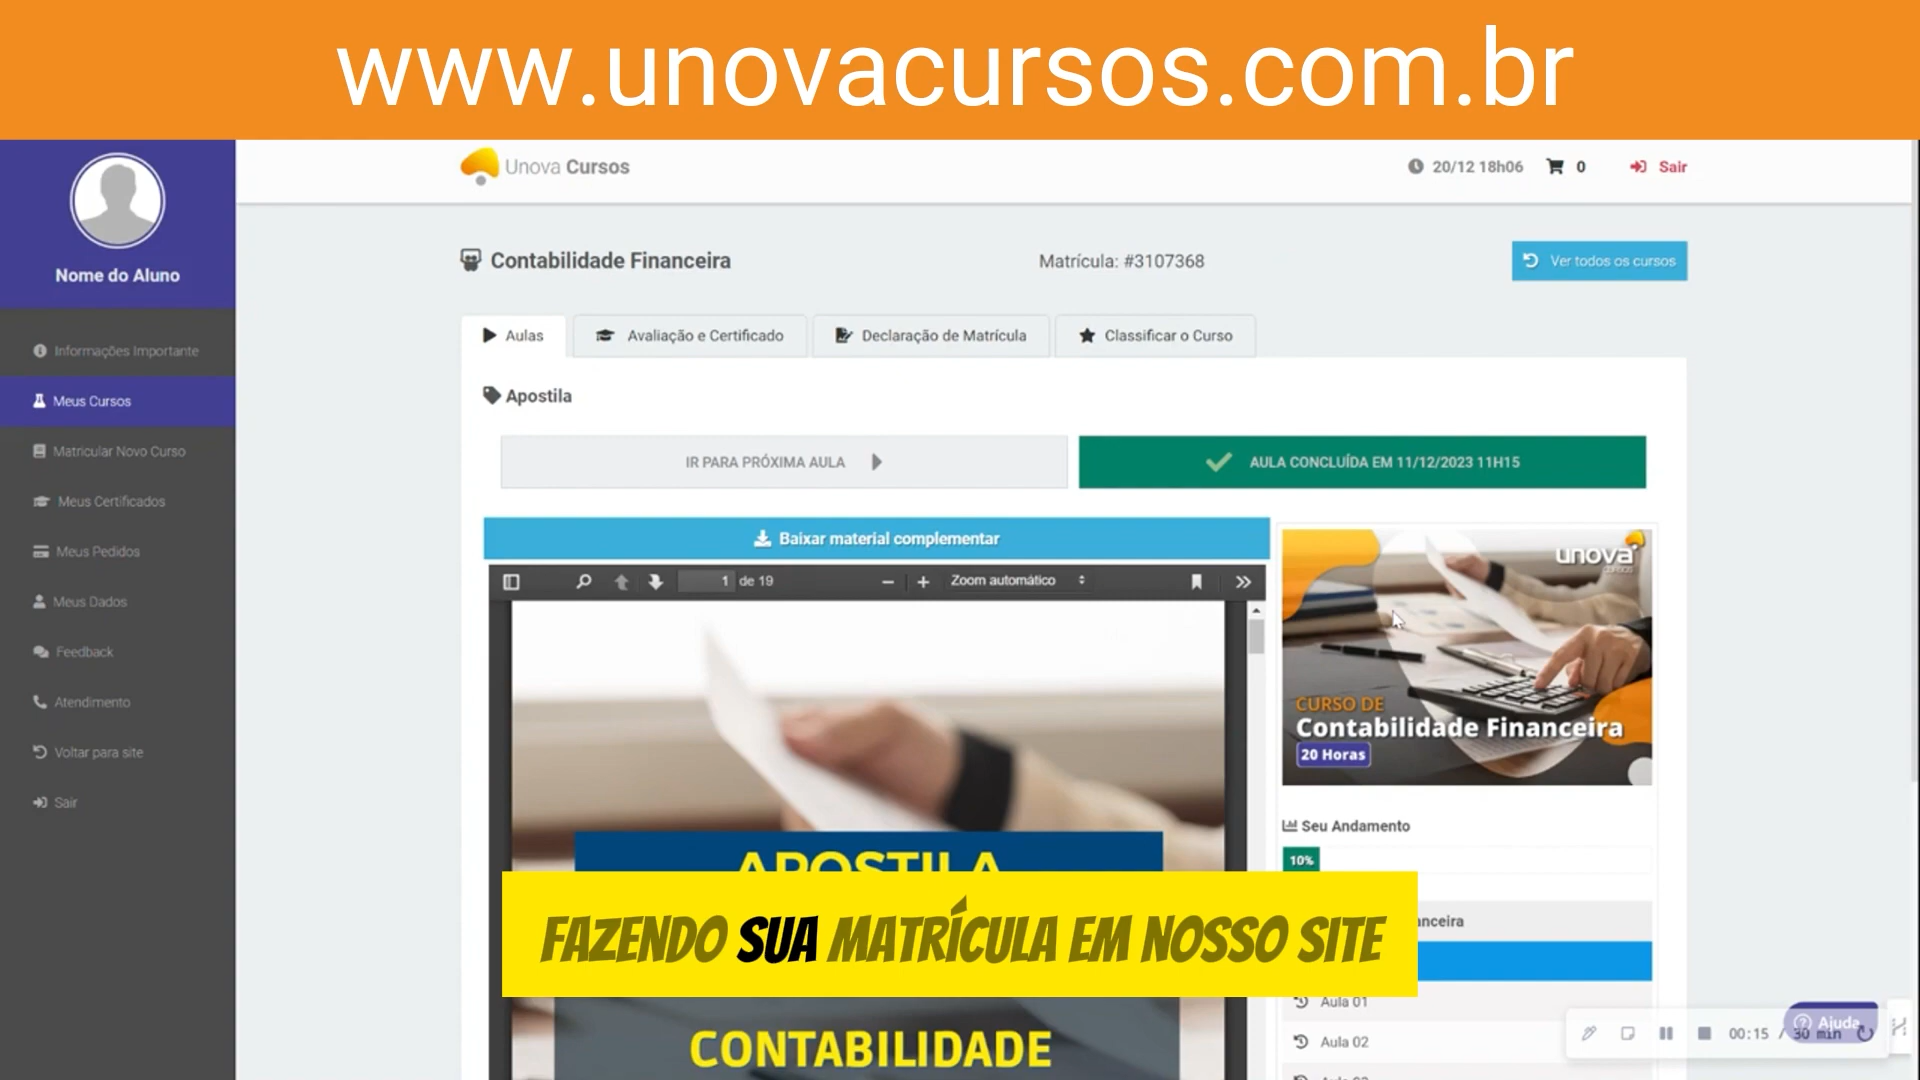 www.unovacursos.com.br
Unova Cursos
20/12 18h06
0
Sair
Nome do Aluno
Contabilidade Financeira
Matrícula: #3107368
Ver todos os cursos
Informações Importante
Meus Cursos
Matricular Novo Curso
Meus Certificados
Meus Pedidos
Meus Dados
Feedback
Atendimento
Voltar para site
Sair
Aulas
Avaliação e Certificado
Declaração de Matrícula
Classificar o Curso
Apostila
IR PARA PRÓXIMA AULA
AULA CONCLUÍDA EM 11/12/2023 11H15
Baixar material complementar
1 de 19
Zoom automático
APOSTILA
CONTABILIDADE
unova
CURSOS
CURSO DE
Contabilidade Financeira
20 Horas
Seu Andamento
10%
FAZENDO SUA MATRÍCULA EM NOSSO SITE
Aula 01
Aula 02
Ajuda
00:15 / 30 min